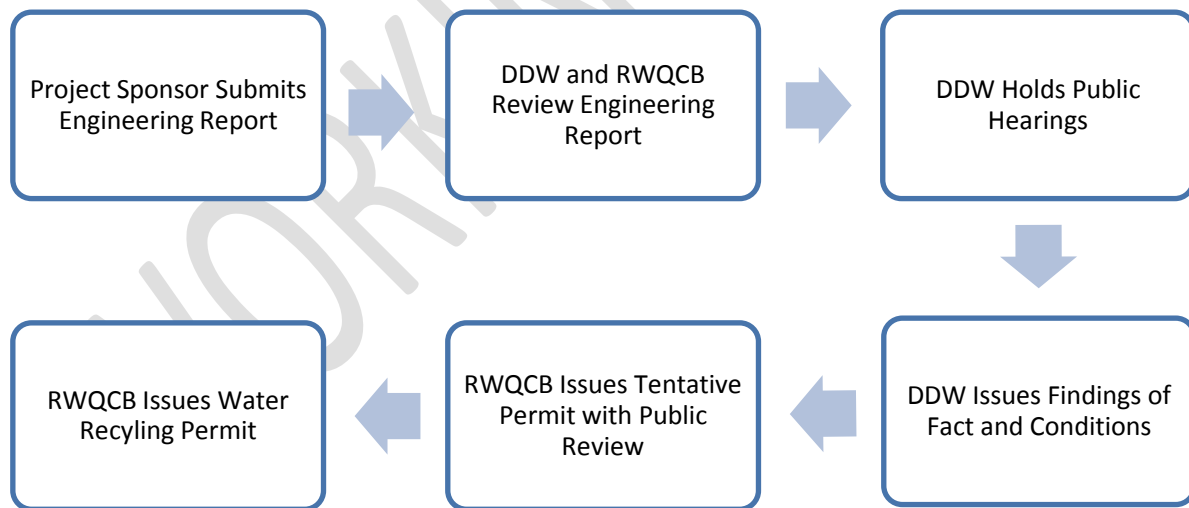 Project Sponsor Submits
Engineering Report
DDW and RWQCB
Review Engineering
Report
DDW Holds Public
Hearings
DDW Issues Findings of
Fact and Conditions
RWQCB Issues Tentative
Permit with Public
Review
RWQCB Issues Water
Recyling Permit